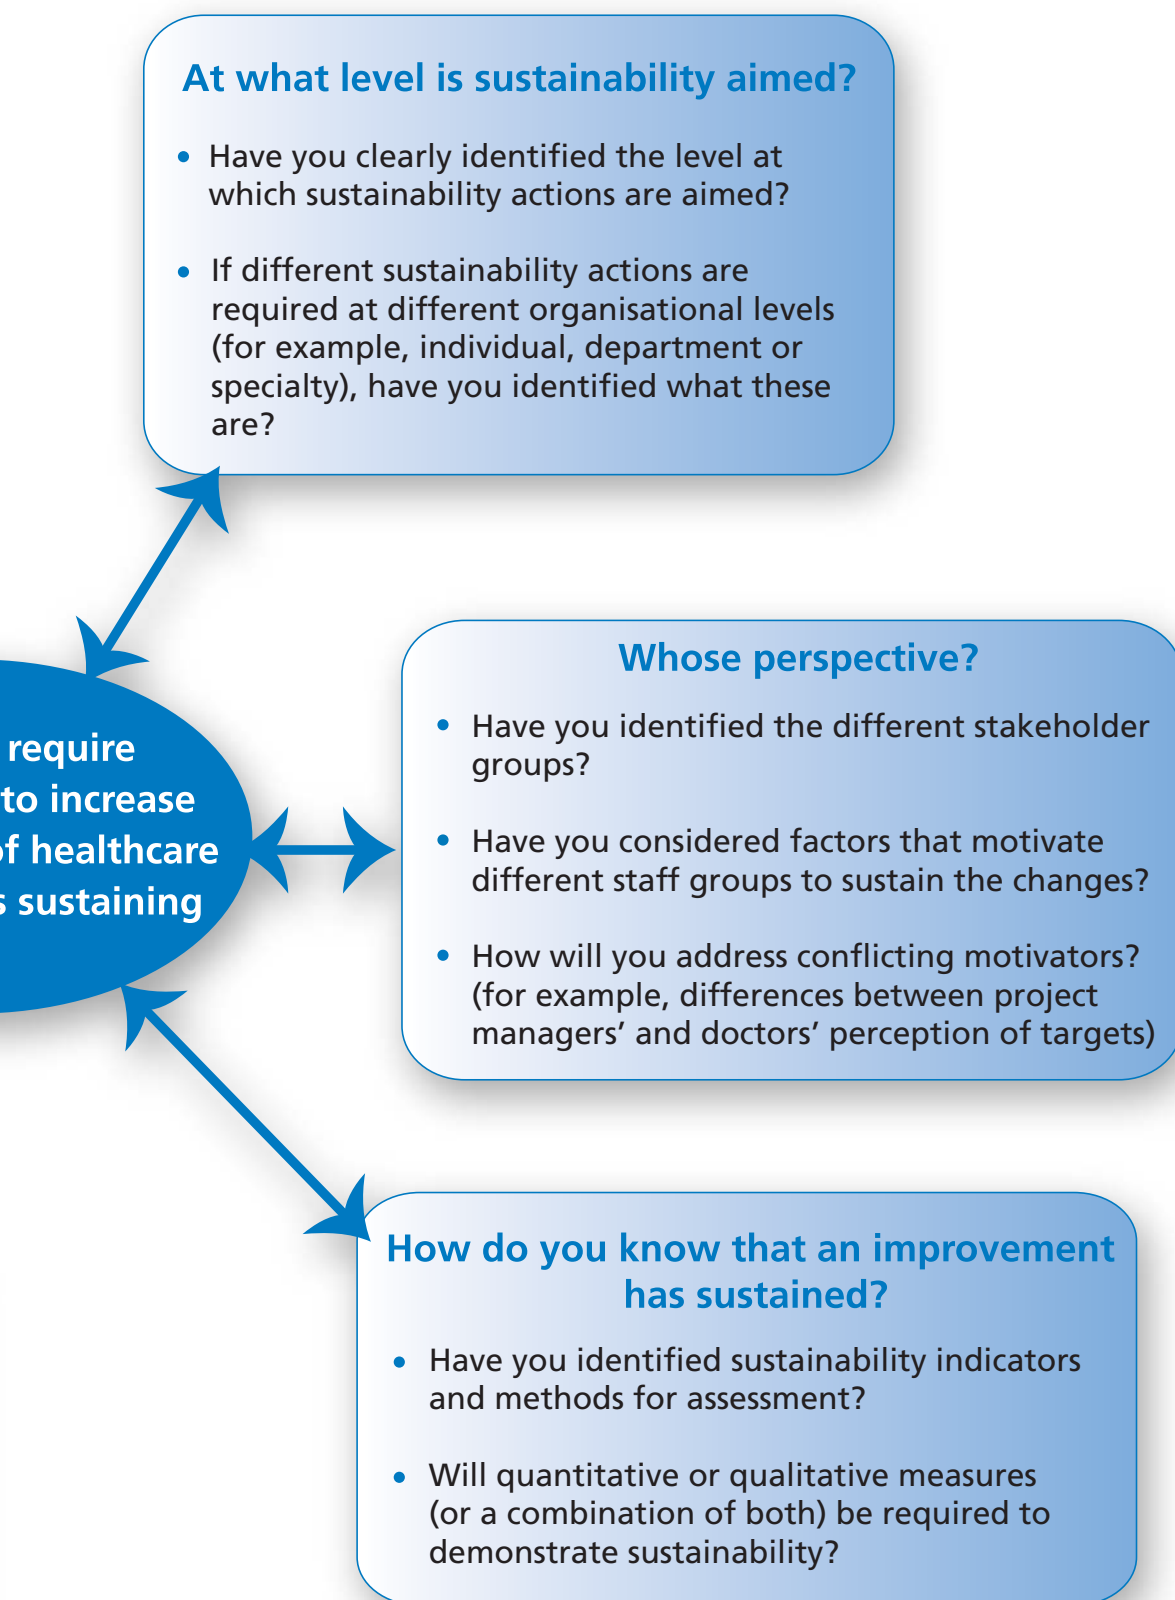 At what level is sustainability aimed?
• Have you clearly identified the level at
which sustainability actions are aimed?
• If different sustainability actions are
required at different organisational levels
(for example, individual, department or
specialty), have you identified what these
are?
require
to increase
of healthcare
s sustaining
Whose perspective?
• Have you identified the different stakeholder
groups?
• Have you considered factors that motivate
different staff groups to sustain the changes?
• How will you address conflicting motivators?
(for example, differences between project
managers’ and doctors’ perception of targets)
How do you know that an improvement
has sustained?
• Have you identified sustainability indicators
and methods for assessment?
• Will quantitative or qualitative measures
(or a combination of both) be required to
demonstrate sustainability?